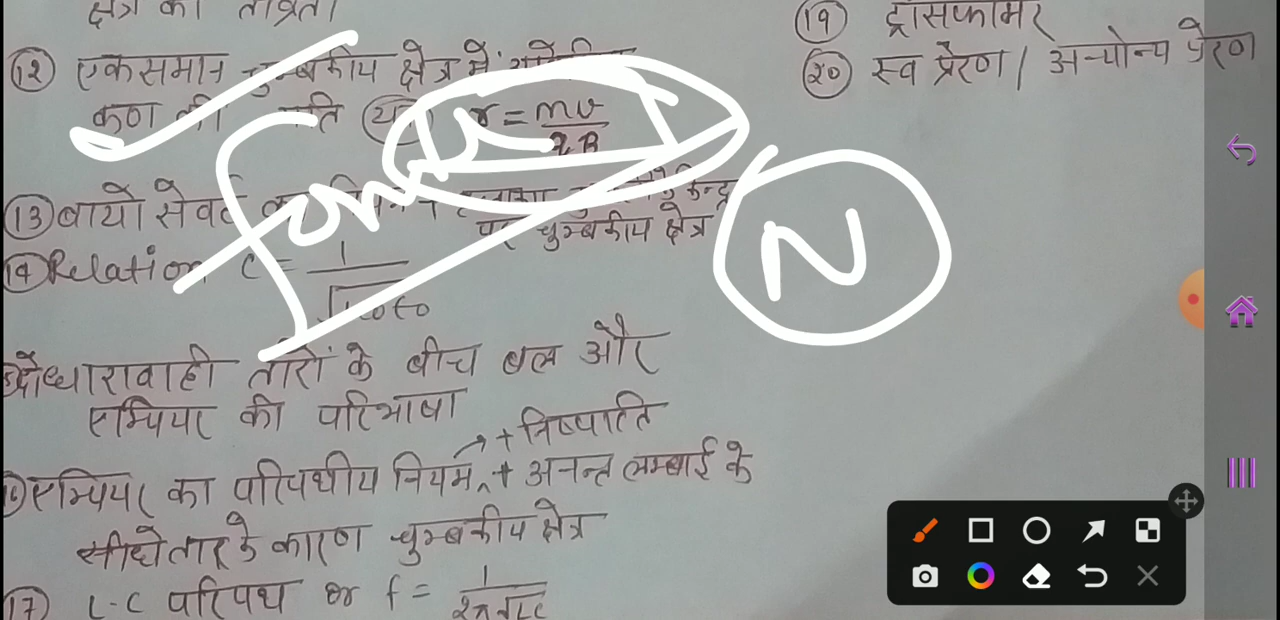 क्षेत्र की तीव्रता
(12) एकसमान चुम्बकीय क्षेत्र में
कण की r = mv/qB
(13) बायो सेवर्ट
पर चुम्बकीय क्षेत्र
(14) Relation c = 1/√μ₀ε₀
धारावाही तारों के बीच बल और
एम्पियर की परिभाषा
+ निष्पत्ति
एम्पियर का परिपथीय नियम + अनन्त लम्बाई के
सीधे तार के कारण चुम्बकीय क्षेत्र
(17) L-C परिपथ or f = 1/2π√LC
(19) ट्रांसफार्मर
(20) स्व प्रेरण / अन्योन्य प्रेरण
N